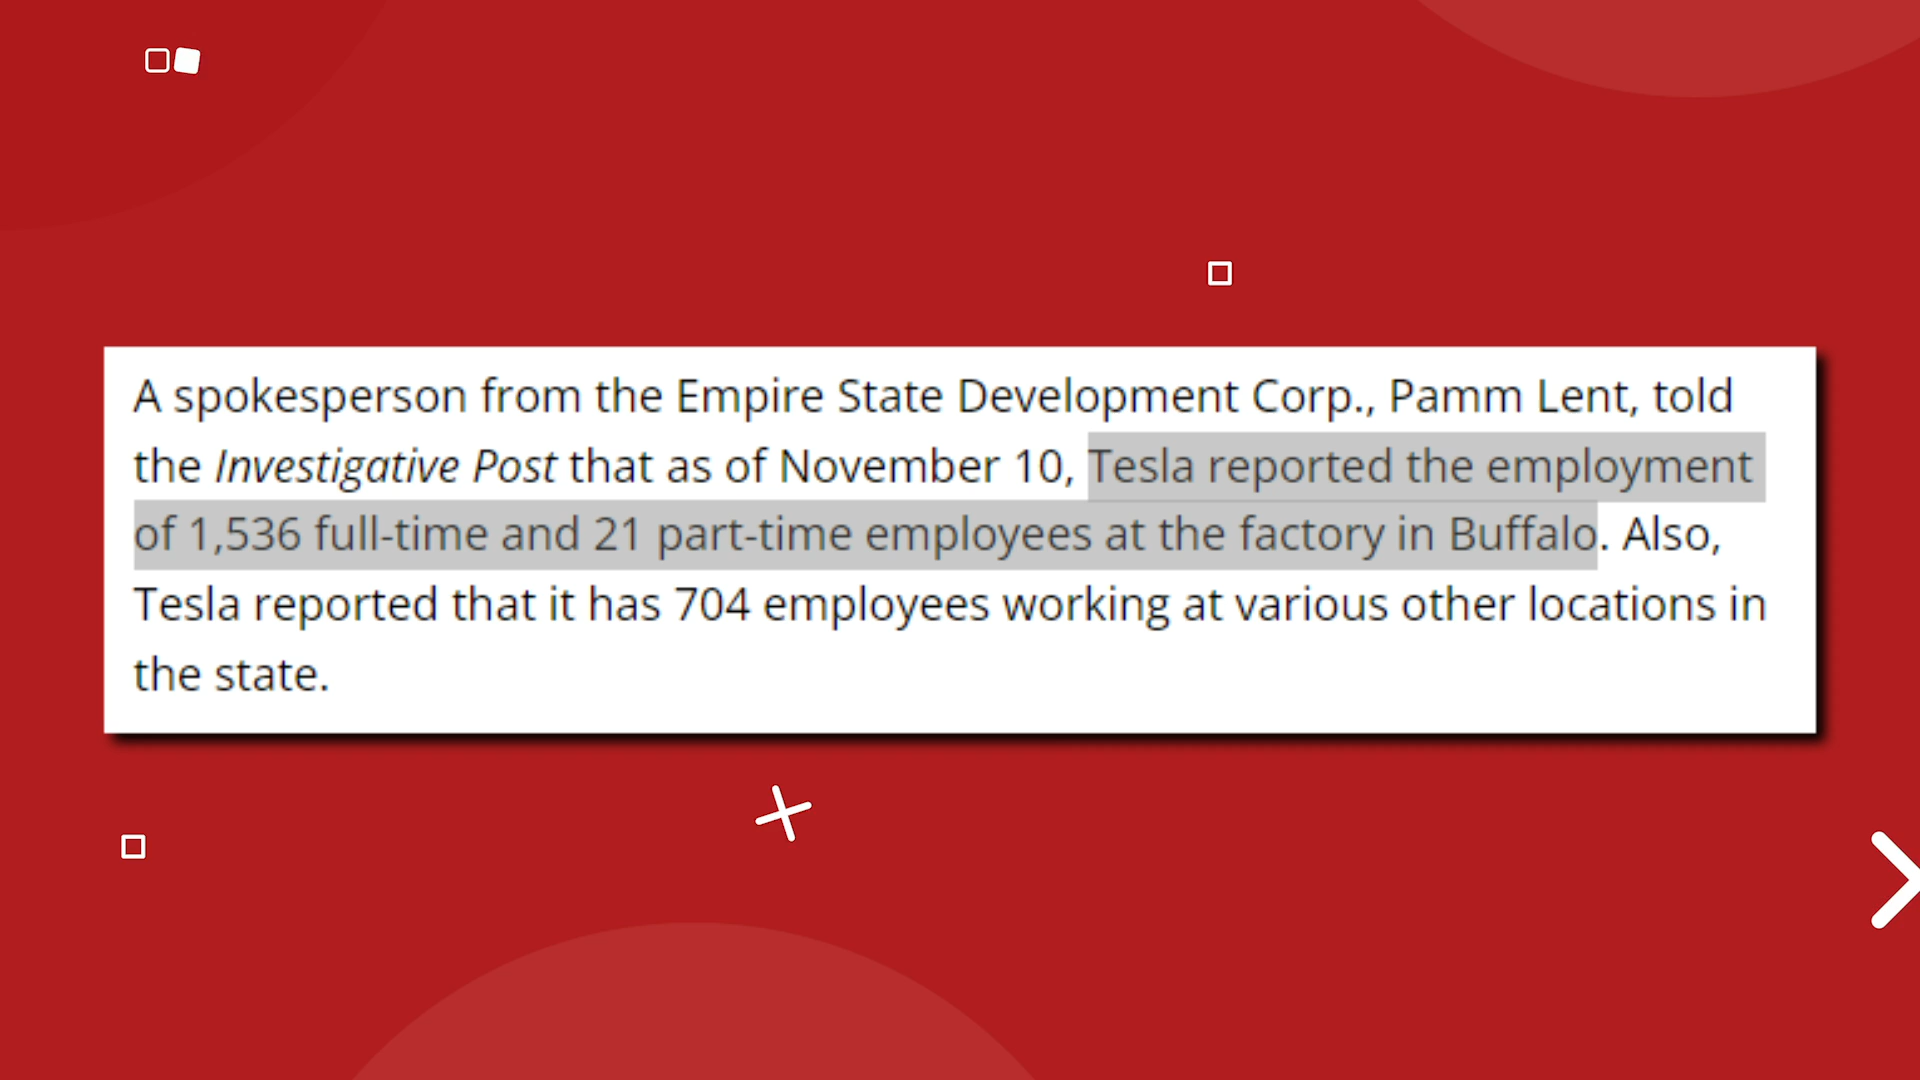 A spokesperson from the Empire State Development Corp., Pamm Lent, told
the Investigative Post that as of November 10, Tesla reported the employment
of 1,536 full-time and 21 part-time employees at the factory in Buffalo. Also,
Tesla reported that it has 704 employees working at various other locations in
the state.